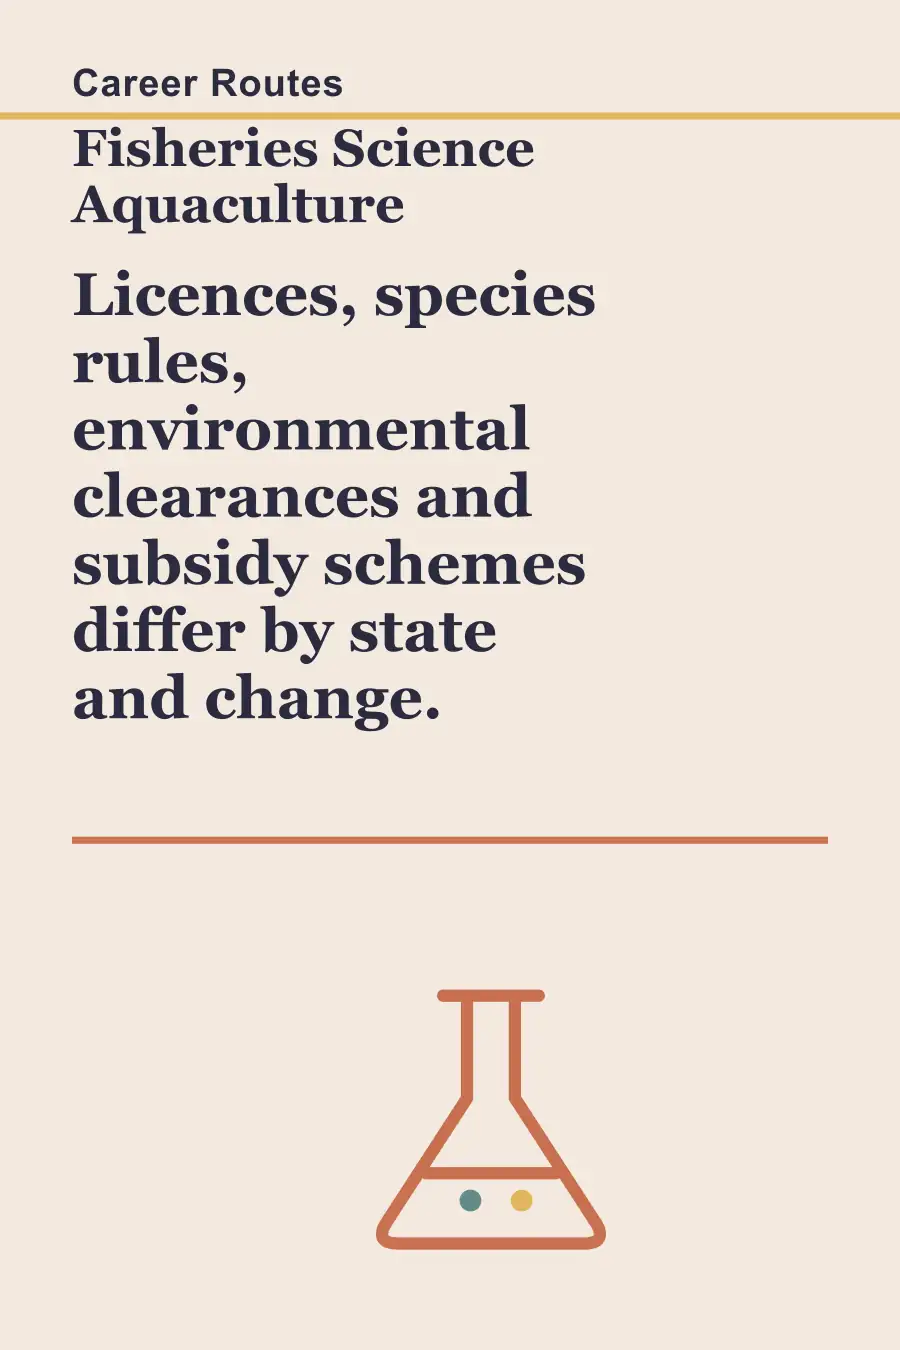 Career Routes
Fisheries Science
Aquaculture
Licences, species
rules,
environmental
clearances and
subsidy schemes
differ by state
and change.